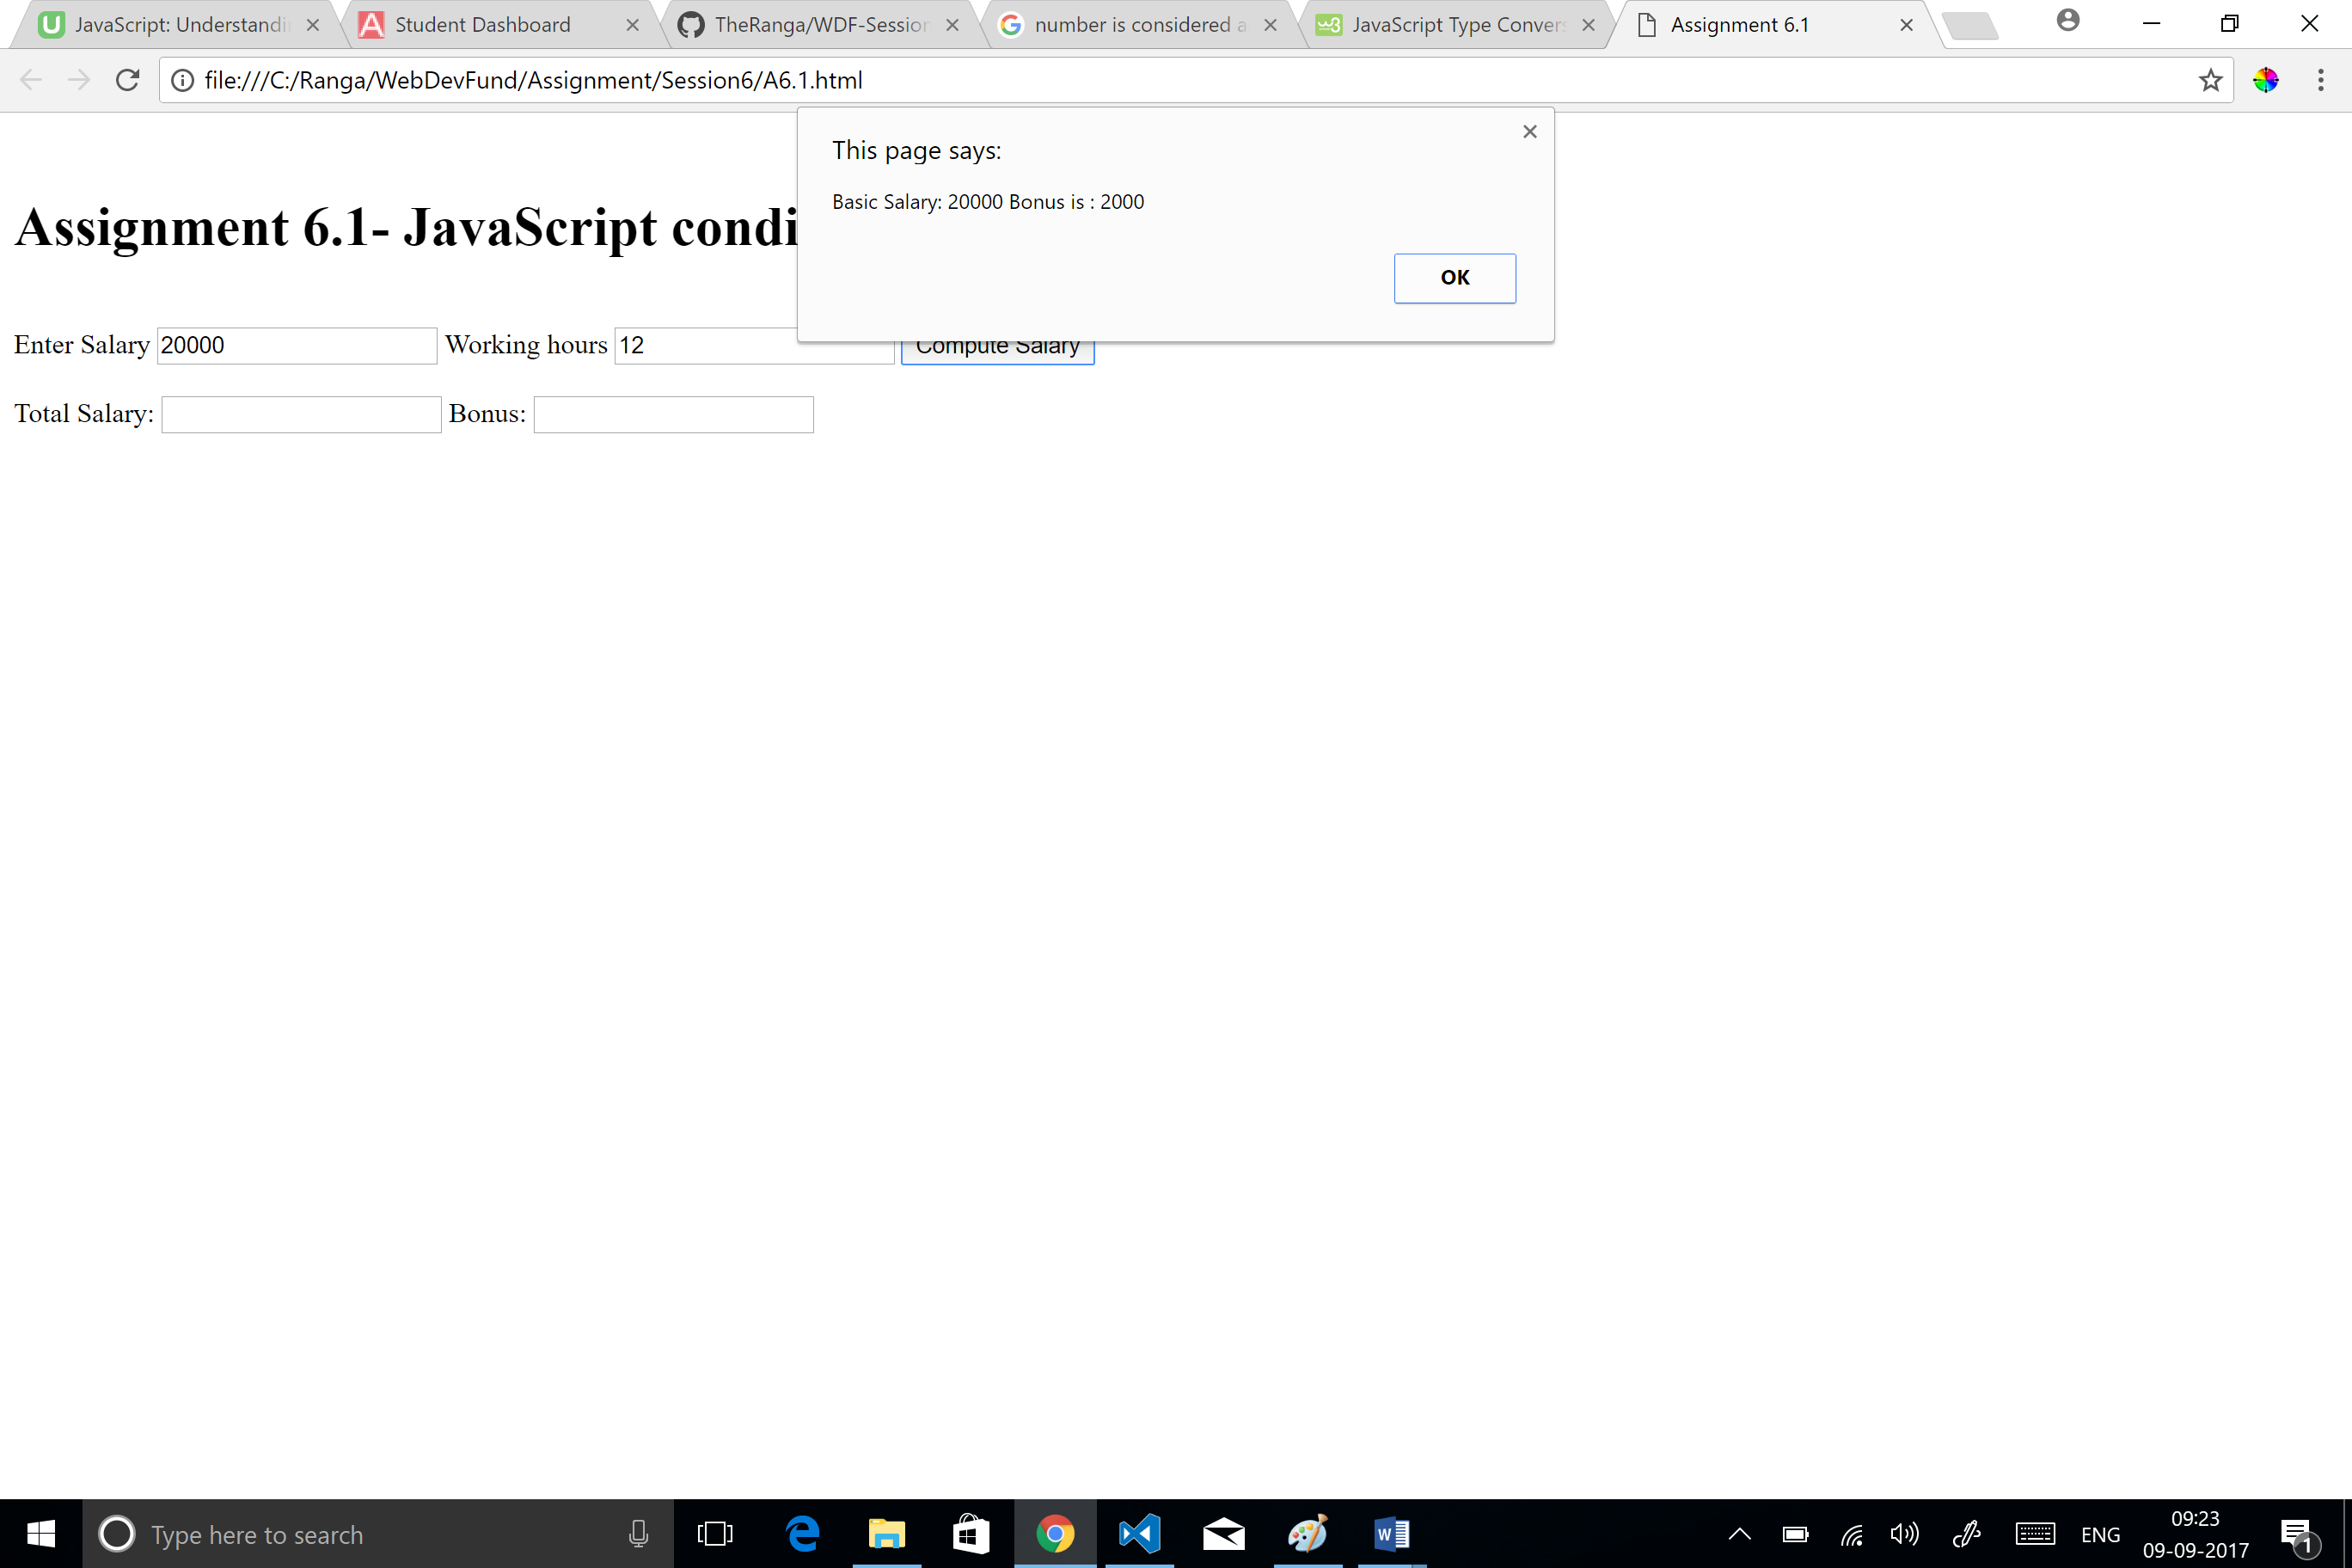 JavaScript: Understandi
Student Dashboard
TheRanga/WDF-Session
number is considered a
w3 JavaScript Type Convers
Assignment 6.1
file:///C:/Ranga/WebDevFund/Assignment/Session6/A6.1.html
This page says:
Basic Salary: 20000 Bonus is : 2000
OK
Assignment 6.1- JavaScript condi
Enter Salary 20000 Working hours 12 Compute Salary
Total Salary: Bonus:
Type here to search
ENG
09:23
09-09-2017
1